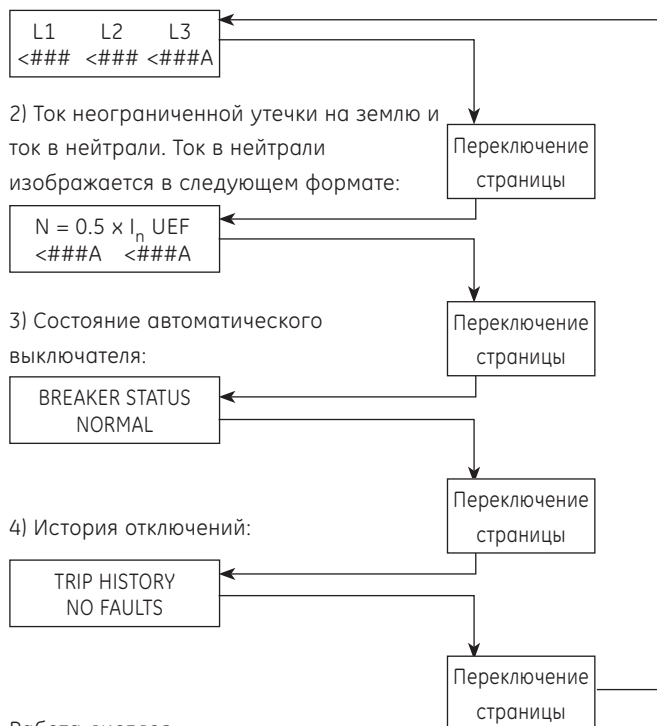 L1 L2 L3
<### <### <###A
2) Ток неограниченной утечки на землю и
ток в нейтрали. Ток в нейтрали
изображается в следующем формате:
Переключение
страницы
N = 0.5 x In UEF
<###A <###A
3) Состояние автоматического
выключателя:
Переключение
страницы
BREAKER STATUS
NORMAL
4) История отключений:
Переключение
страницы
TRIP HISTORY
NO FAULTS
Переключение
страницы